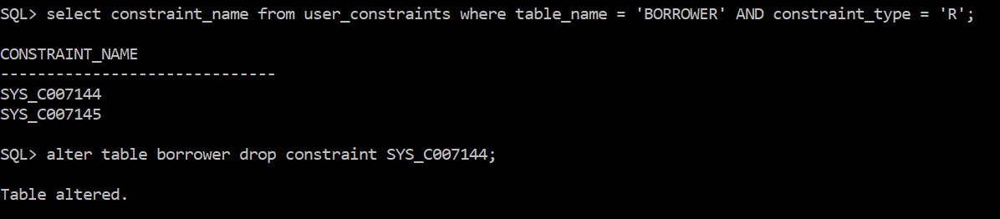 SQL> select constraint_name from user_constraints where table_name = 'BORROWER' AND constraint_type = 'R';
CONSTRAINT_NAME
------------------------------
SYS_C007144
SYS_C007145
SQL> alter table borrower drop constraint SYS_C007144;
Table altered.